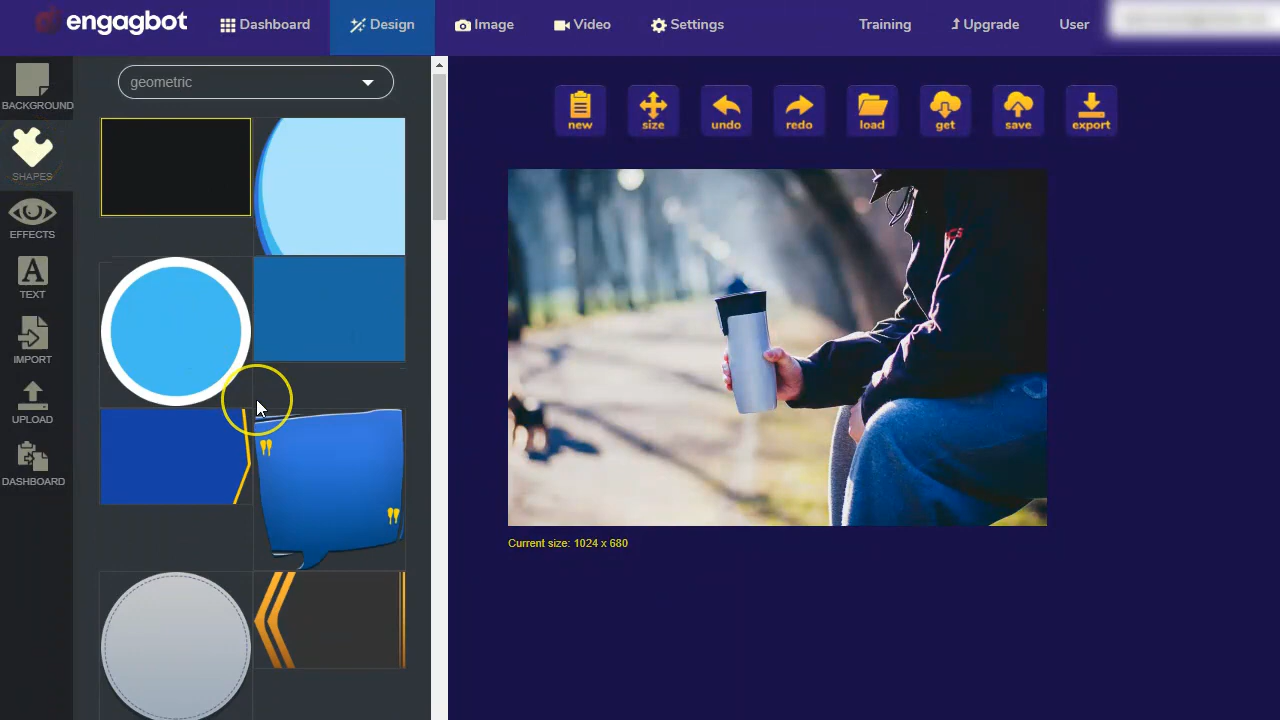 engagbot
Dashboard
Design
Image
Video
Settings
Training
Upgrade
User
BACKGROUND
SHAPES
EFFECTS
TEXT
IMPORT
UPLOAD
DASHBOARD
geometric
new
size
undo
redo
load
get
save
export
Current size: 1024 x 680